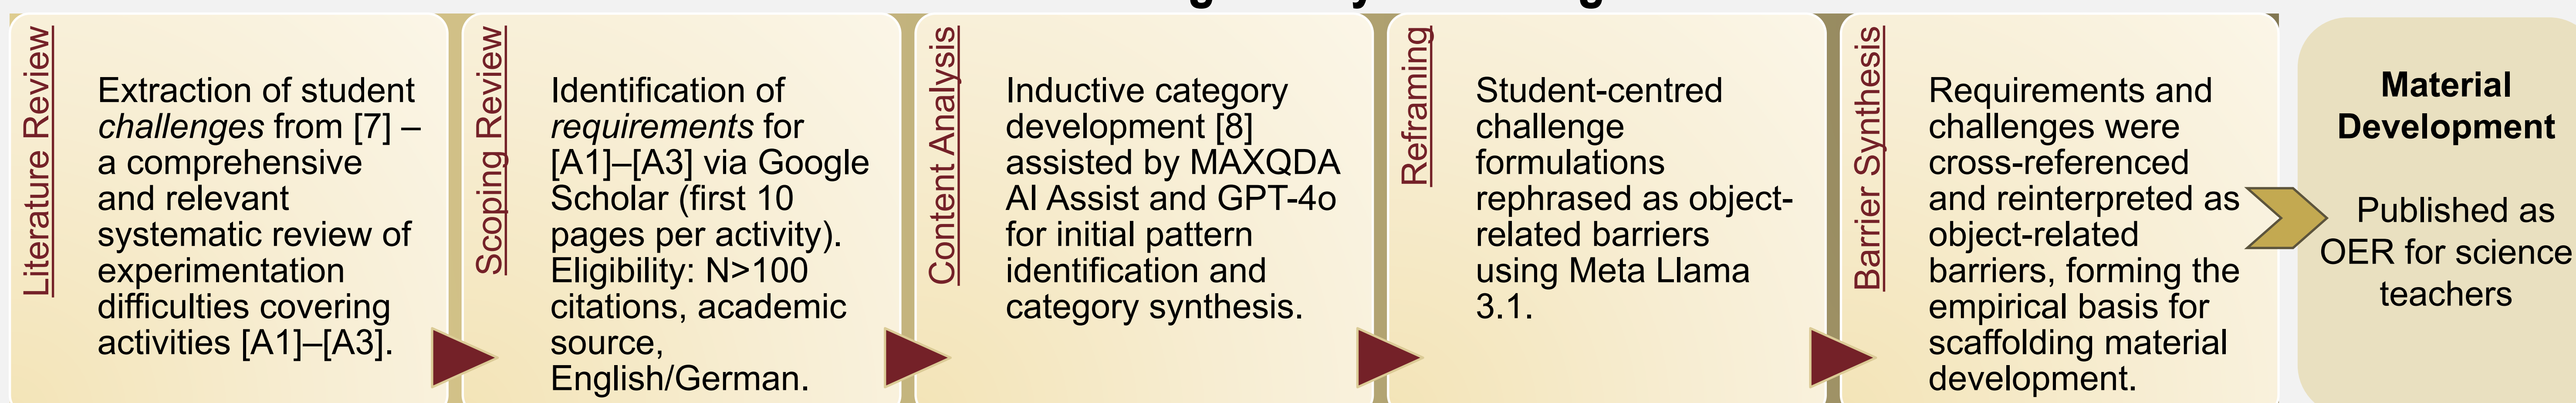 Literature Review
Extraction of student
challenges from [7] –
a comprehensive
and relevant
systematic review of
experimentation
difficulties covering
activities [A1]–[A3].
Scoping Review
Identification of
requirements for
[A1]–[A3] via Google
Scholar (first 10
pages per activity).
Eligibility: N>100
citations, academic
source,
English/German.
Content Analysis
Inductive category
development [8]
assisted by MAXQDA
AI Assist and GPT-4o
for initial pattern
identification and
category synthesis.
Reframing
Student-centred
challenge
formulations
rephrased as object-
related barriers
using Meta Llama
3.1.
Barrier Synthesis
Requirements and
challenges were
cross-referenced
and reinterpreted as
object-related
barriers, forming the
empirical basis for
scaffolding material
development.
Material
Development
Published as
OER for science
teachers